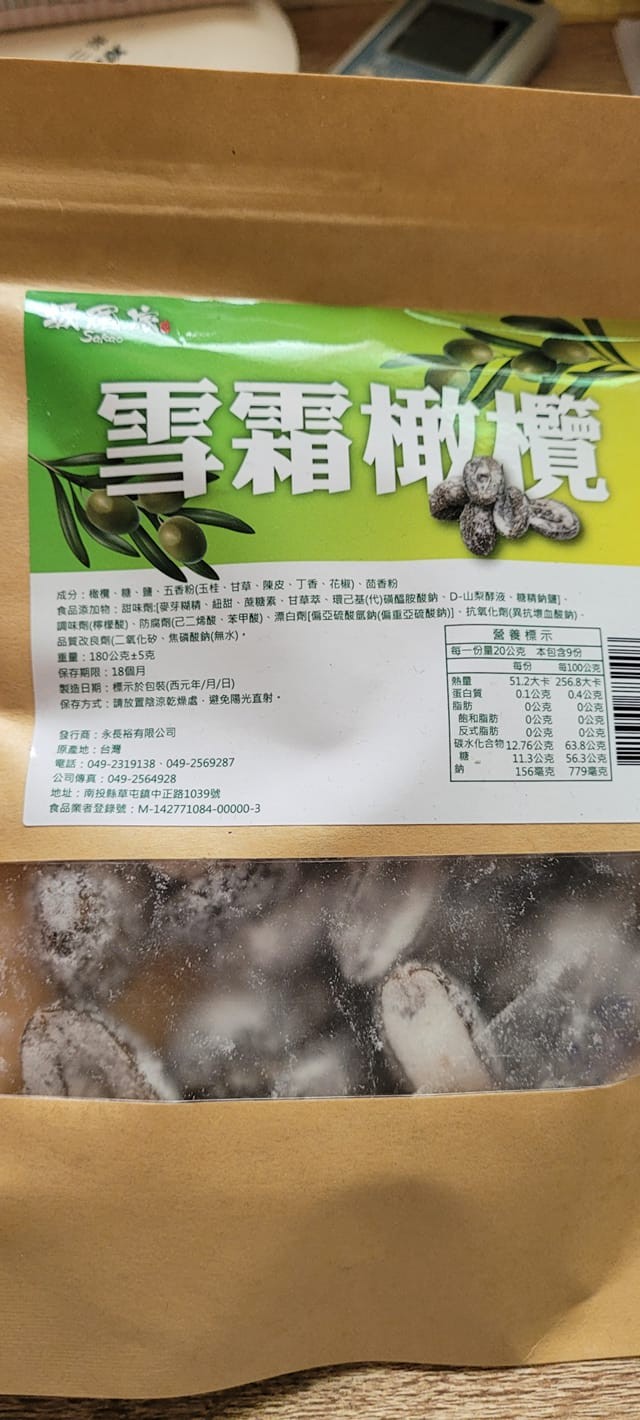 Sakao
雪霜橄欖
成分：橄欖、糖、鹽、五香粉(玉桂、甘草、陳皮、丁香、花椒)、茴香粉
食品添加物：甜味劑:[麥芽糊精、紐甜、蔗糖素、甘草萃、環己基(代)磺醯胺酸鈉、D-山梨酵液、糖精鈉鹽]、
調味劑(檸檬酸)、防腐劑(己二烯酸、苯甲酸)、漂白劑[偏亞硫酸氫鈉(偏重亞硫酸鈉)]、抗氧化劑(異抗壞血酸鈉)、
品質改良劑(二氧化矽、焦磷酸鈉(無水)。
重量：180公克±5克
保存期限：18個月
製造日期：標示於包裝(西元年/月/日)
保存方式：請放置陰涼乾燥處，避免陽光直射。
發行商：永長裕有限公司
原產地：台灣
電話：049-2319138、049-2569287
公司傳真：049-2564928
地址：南投縣草屯鎮中正路1039號
食品業者登錄號：M-142771084-00000-3
營養標示
每一份量20公克 本包含9份
每份 每100公克
熱量 51.2大卡 256.8大卡
蛋白質 0.1公克 0.4公克
脂肪 0公克 0公克
飽和脂肪 0公克 0公克
反式脂肪 0公克 0公克
碳水化合物 12.76公克 63.8公克
糖 11.3公克 56.3公克
鈉 156毫克 779毫克